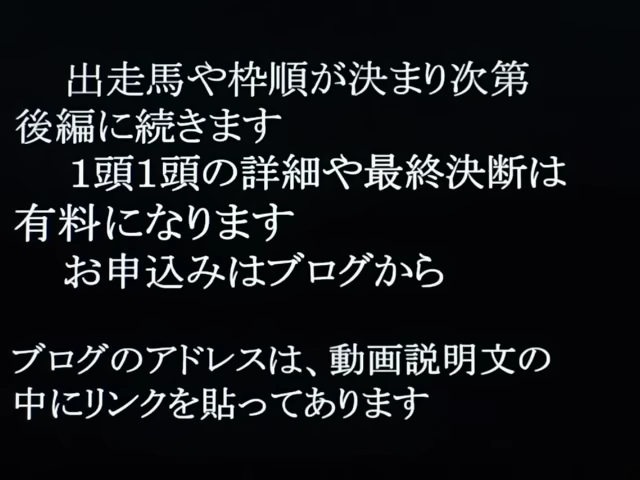 出走馬や枠順が決まり次第
後編に続きます
1頭1頭の詳細や最終決断は
有料になります
お申込みはブログから
ブログのアドレスは、動画説明文の
中にリンクを貼ってあります